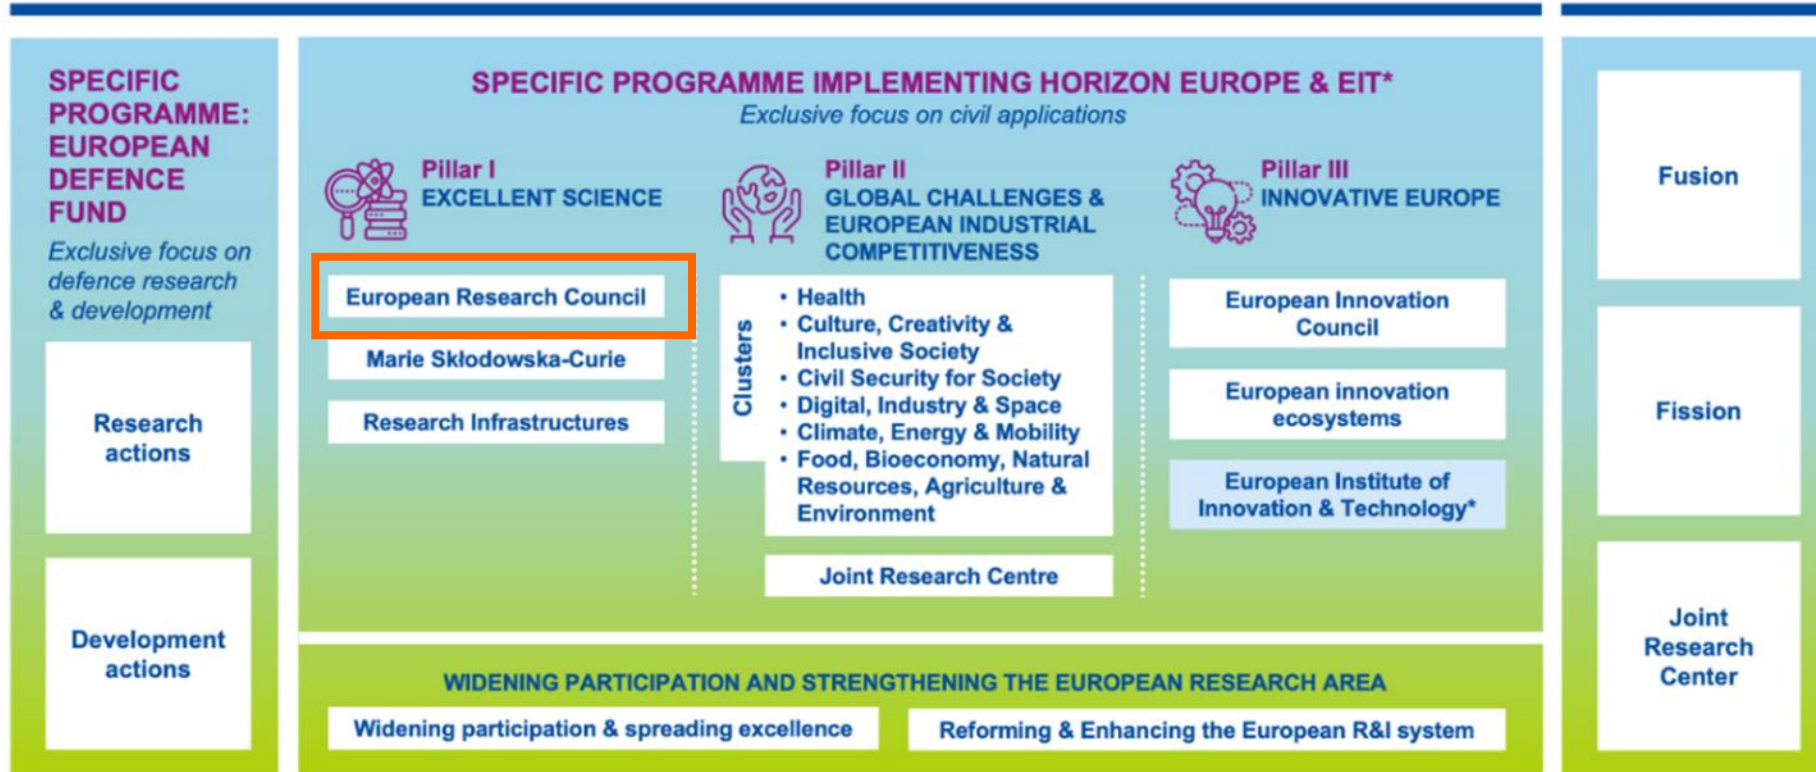 SPECIFIC
PROGRAMME:
EUROPEAN
DEFENCE
FUND
Exclusive focus on
defence research
& development
Research
actions
Development
actions
SPECIFIC PROGRAMME IMPLEMENTING HORIZON EUROPE & EIT*
Exclusive focus on civil applications
Pillar I
EXCELLENT SCIENCE
European Research Council
Marie Skłodowska-Curie
Research Infrastructures
Pillar II
GLOBAL CHALLENGES &
EUROPEAN INDUSTRIAL
COMPETITIVENESS
Clusters
• Health
• Culture, Creativity &
Inclusive Society
• Civil Security for Society
• Digital, Industry & Space
• Climate, Energy & Mobility
• Food, Bioeconomy, Natural
Resources, Agriculture &
Environment
Joint Research Centre
Pillar III
INNOVATIVE EUROPE
European Innovation
Council
European innovation
ecosystems
European Institute of
Innovation & Technology*
WIDENING PARTICIPATION AND STRENGTHENING THE EUROPEAN RESEARCH AREA
Widening participation & spreading excellence
Reforming & Enhancing the European R&I system
Fusion
Fission
Joint
Research
Center